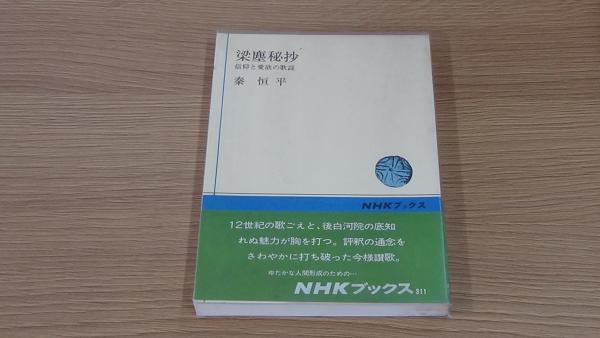 梁塵秘抄
信仰と愛欲の歌謡
秦 恒平
NHKブックス
12世紀の歌ごえと、後白河院の底知
れぬ魅力が胸を打つ。評釈の通念を
さわやかに打ち破った今様讃歌。
ゆたかな人間形成のための…
NHKブックス 311